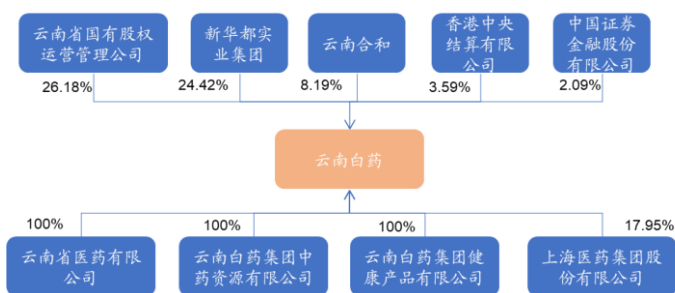 云南省国有股权
运营管理公司
新华都实
业集团
云南合和
香港中央
结算有限
公司
中国证券
金融股份
有限公司
26.18%
24.42%
8.19%
3.59%
2.09%
云南白药
100%
100%
100%
17.95%
云南省医药有限
公司
云南白药集团中
药资源有限公司
云南白药集团健
康产品有限公司
上海医药集团股
份有限公司